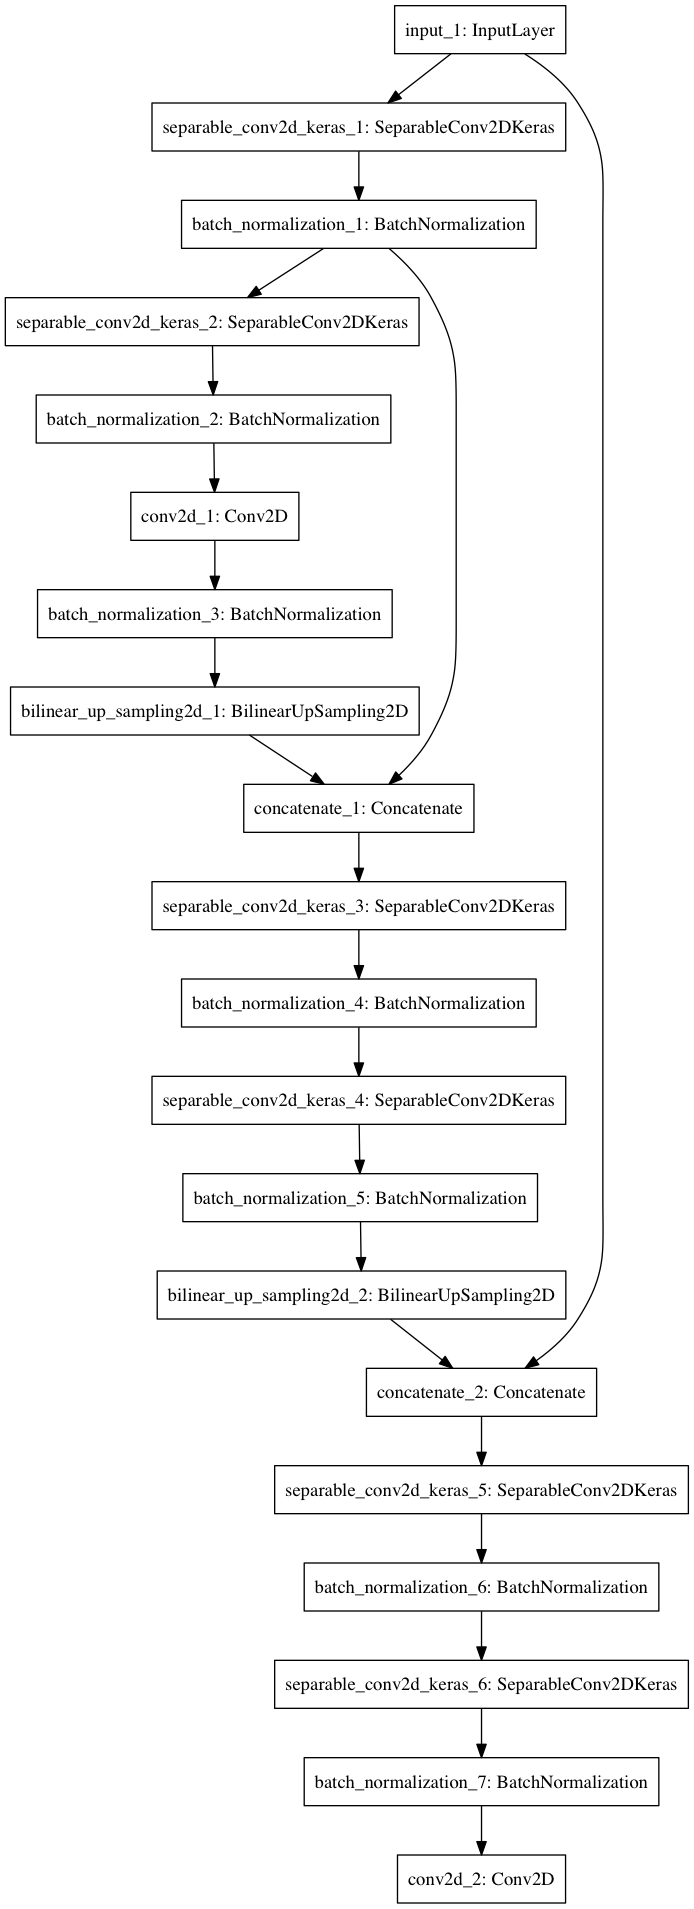 input_1: InputLayer
separable_conv2d_keras_1: SeparableConv2DKeras
batch_normalization_1: BatchNormalization
separable_conv2d_keras_2: SeparableConv2DKeras
batch_normalization_2: BatchNormalization
conv2d_1: Conv2D
batch_normalization_3: BatchNormalization
bilinear_up_sampling2d_1: BilinearUpSampling2D
concatenate_1: Concatenate
separable_conv2d_keras_3: SeparableConv2DKeras
batch_normalization_4: BatchNormalization
separable_conv2d_keras_4: SeparableConv2DKeras
batch_normalization_5: BatchNormalization
bilinear_up_sampling2d_2: BilinearUpSampling2D
concatenate_2: Concatenate
separable_conv2d_keras_5: SeparableConv2DKeras
batch_normalization_6: BatchNormalization
separable_conv2d_keras_6: SeparableConv2DKeras
batch_normalization_7: BatchNormalization
conv2d_2: Conv2D